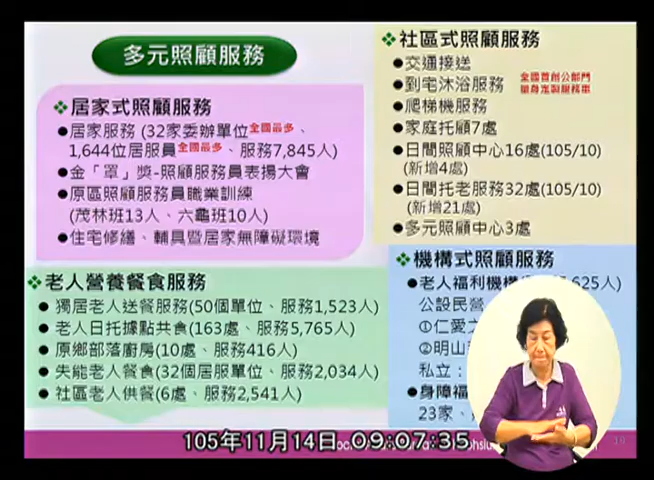 多元照顧服務
❖居家式照顧服務
●居家服務 (32家委辦單位全國最多、
1,644位居服員全國最多、服務7,845人)
●金「罩」獎-照顧服務員表揚大會
●原區照顧服務員職業訓練
(茂林班13人、六龜班10人)
●住宅修繕、輔具暨居家無障礙環境
❖老人營養餐食服務
● 獨居老人送餐服務(50個單位、服務1,523人)
● 老人日托據點共食(163處、服務5,765人)
● 原鄉部落廚房(10處、服務416人)
● 失能老人餐食(32個居服單位、服務2,034人)
● 社區老人供餐(6處、服務2,541人)
❖社區式照顧服務
●交通接送
●到宅沐浴服務 全國首創公部門
量身定製服務車
●爬梯機服務
●家庭托顧7處
●日間照顧中心16處(105/10)
(新增4處)
●日間托老服務32處(105/10)
(新增21處)
●多元照顧中心3處
❖機構式照顧服務
●老人福利機構 625人)
公設民營
①仁愛之
②明山
私立：
●身障福
23家、
105年11月14日 09:07:35